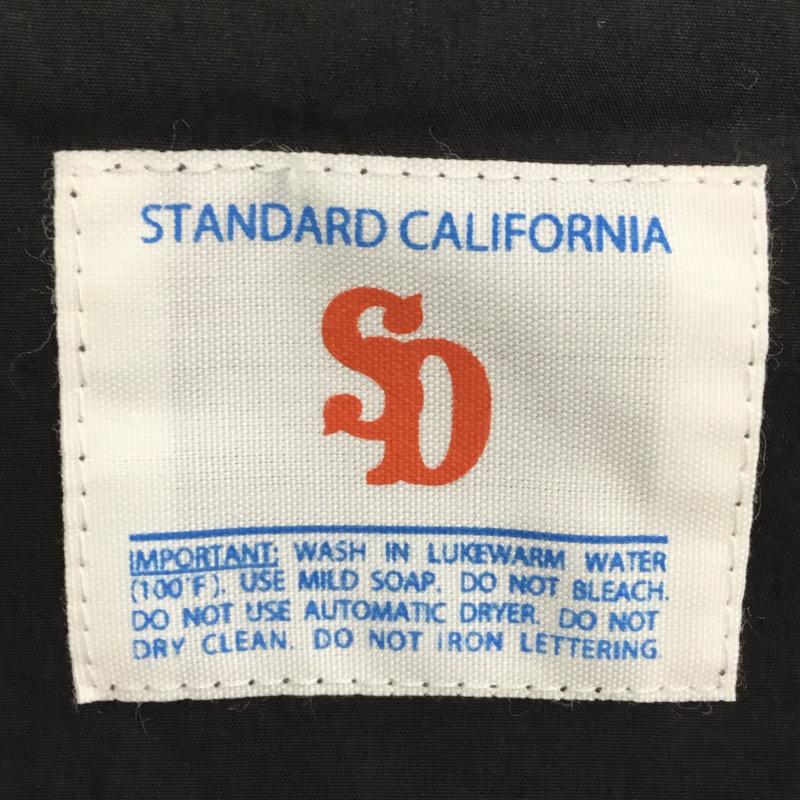 STANDARD CALIFORNIA
SD
IMPORTANT: WASH IN LUKEWARM WATER
(100°F). USE MILD SOAP. DO NOT BLEACH.
DO NOT USE AUTOMATIC DRYER. DO NOT
DRY CLEAN. DO NOT IRON LETTERING.